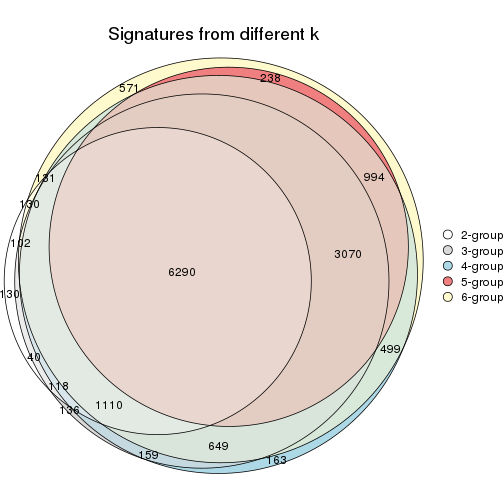 Signatures from different k
571
238
131
994
130
102
3070
6290
130
499
40
118
1110
136
649
159
163
2-group
3-group
4-group
5-group
6-group